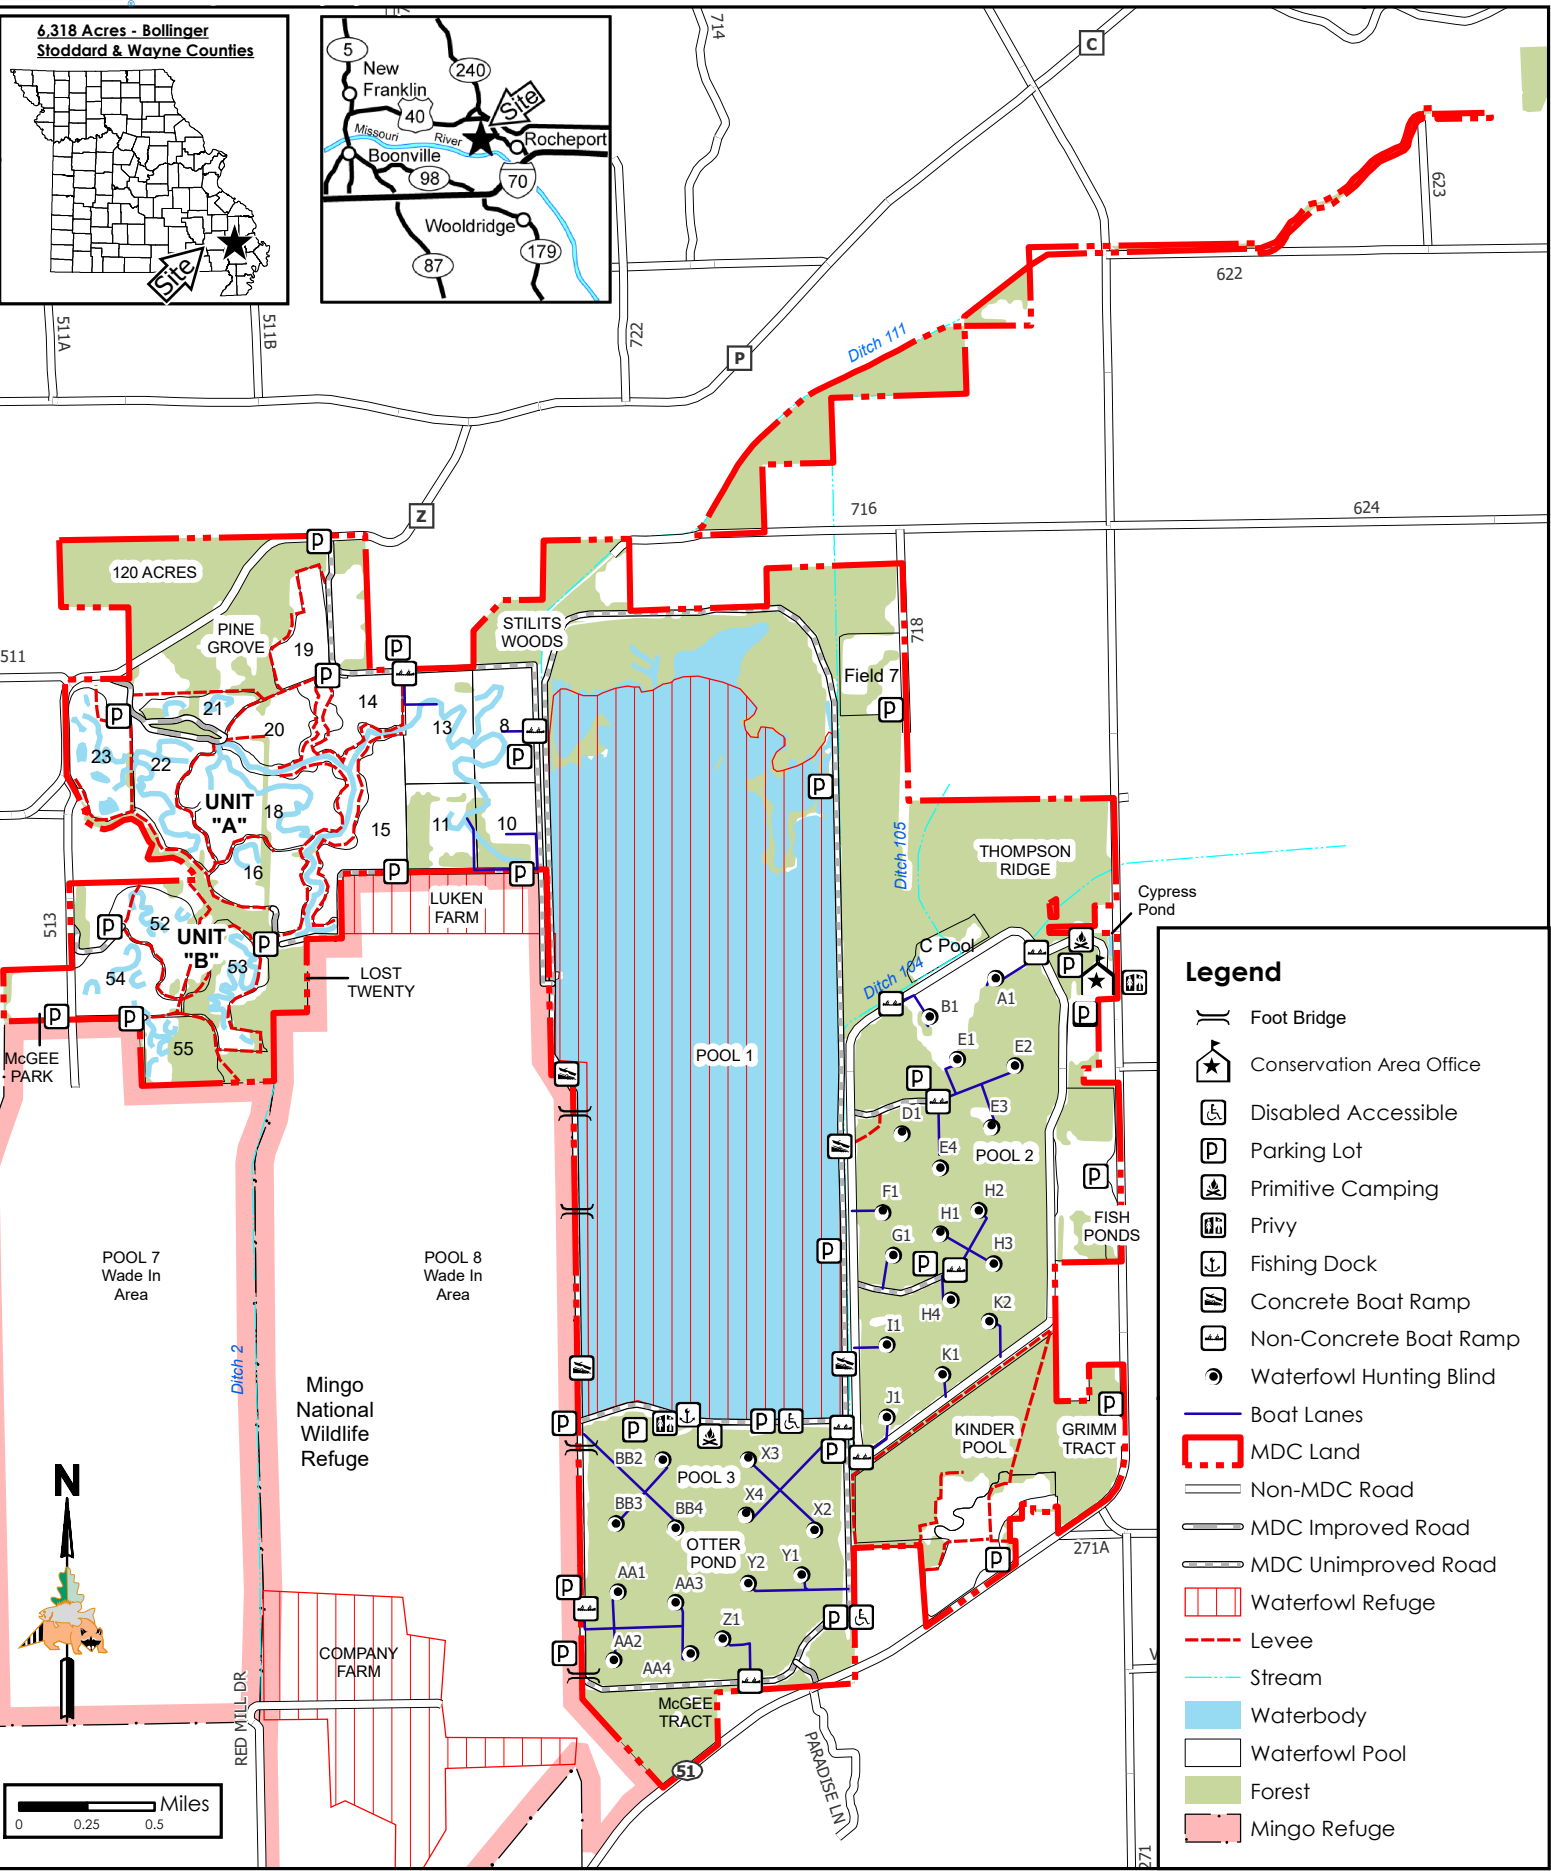 6,318 Acres - Bollinger
Stoddard & Wayne Counties
Site
5
New
Franklin
240
40
Site
Missouri
River
Rocheport
Boonville
98
70
Wooldridge
87
179
714
C
623
622
511A
511B
722
P
Ditch 111
Z
716
624
120 ACRES
PINE
GROVE
19
STILITS
WOODS
718
511
Field 7
14
21
20
13
8
23
22
UNIT
"A"
18
15
11
10
16
Ditch 105
THOMPSON
RIDGE
LUKEN
FARM
Cypress
Pond
513
52
UNIT
"B"
53
54
LOST
TWENTY
C Pool
Ditch 104
A1
B1
McGEE
PARK
55
POOL 1
E1
E2
D1
E3
E4
POOL 2
F1
H2
H1
G1
H3
FISH
PONDS
POOL 7
Wade In
Area
POOL 8
Wade In
Area
H4
K2
I1
K1
J1
Ditch 2
Mingo
National
Wildlife
Refuge
KINDER
POOL
GRIMM
TRACT
BB2
X3
POOL 3
BB3
BB4
X4
X2
OTTER
POND
Y2
Y1
AA1
AA3
Z1
AA2
AA4
271A
N
COMPANY
FARM
McGEE
TRACT
RED MILL DR
51
PARADISE LN
V
271
Miles
0
0.25
0.5
Legend
Foot Bridge
Conservation Area Office
Disabled Accessible
P Parking Lot
Primitive Camping
Privy
Fishing Dock
Concrete Boat Ramp
Non-Concrete Boat Ramp
Waterfowl Hunting Blind
Boat Lanes
MDC Land
Non-MDC Road
MDC Improved Road
MDC Unimproved Road
Waterfowl Refuge
Levee
Stream
Waterbody
Waterfowl Pool
Forest
Mingo Refuge